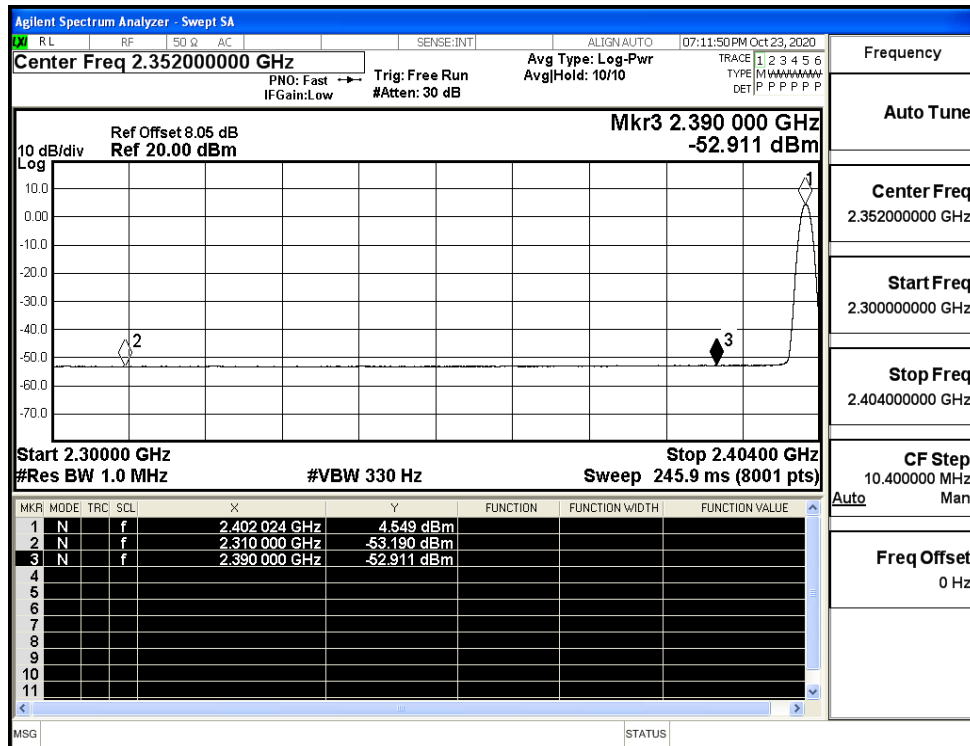 Agilent Spectrum Analyzer - Swept SA
LXI RL RF 50 Ω AC SENSE:INT ALIGN AUTO 07:11:50 PM Oct 23, 2020
Center Freq 2.352000000 GHz
PNO: Fast
IFGain:Low
Trig: Free Run
#Atten: 30 dB
Avg Type: Log-Pwr
Avg|Hold: 10/10
TRACE 1 2 3 4 5 6
TYPE M WWWWW
DET P P P P P P
Mkr3 2.390 000 GHz
-52.911 dBm
Ref Offset 8.05 dB
10 dB/div Ref 20.00 dBm
Log
10.0
0.00
-10.0
-20.0
-30.0
-40.0
-50.0
-60.0
-70.0
1
2
3
Start 2.30000 GHz Stop 2.40400 GHz
#Res BW 1.0 MHz #VBW 330 Hz Sweep 245.9 ms (8001 pts)
MKR MODE TRC SCL X Y FUNCTION FUNCTION WIDTH FUNCTION VALUE
1 N f 2.402 024 GHz 4.549 dBm
2 N f 2.310 000 GHz -53.190 dBm
3 N f 2.390 000 GHz -52.911 dBm
4
5
6
7
8
9
10
11
MSG STATUS
Frequency
Auto Tune
Center Freq
2.352000000 GHz
Start Freq
2.300000000 GHz
Stop Freq
2.404000000 GHz
CF Step
10.400000 MHz
Auto Man
Freq Offset
0 Hz